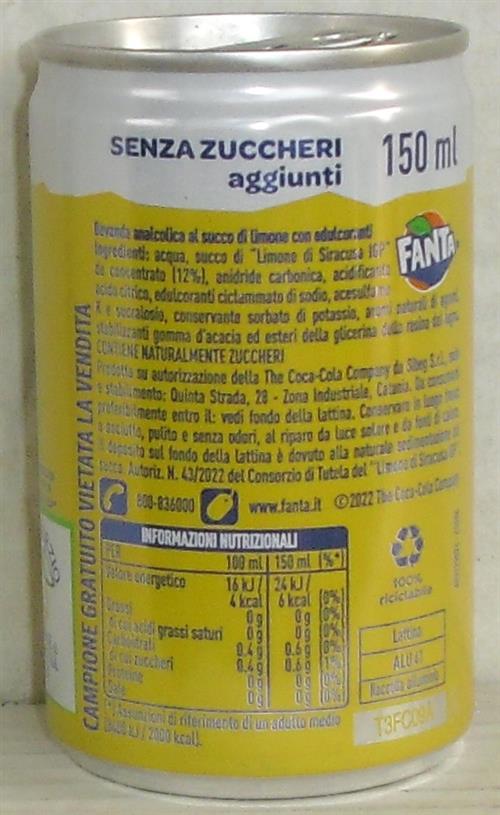 SENZA ZUCCHERI
aggiunti
150 ml
FANTA
Bevanda analcolica al succo di limone con edulcoranti
Ingredienti: acqua, succo di "Limone di Siracusa IGP"
da concentrato (12%), anidride carbonica, acidificante
acido citrico, edulcoranti ciclammato di sodio, acesulfame
K e sucralosio, conservante sorbato di potassio, aromi naturali di agrumi,
stabilizzanti gomma d'acacia ed esteri della glicerina della resina del legno.
CONTIENE NATURALMENTE ZUCCHERI
Prodotta su autorizzazione della The Coca-Cola Company da Sibeg S.r.l., sede
e stabilimento: Quinta Strada, 28 - Zona Industriale, Catania. Da consumarsi
preferibilmente entro il: vedi fondo della lattina. Conservare in luogo fresco
e asciutto, pulito e senza odori, al riparo da luce solare e da fonti di calore.
Il deposito sul fondo della lattina è dovuto alla naturale sedimentazione del
succo. Autoriz. N. 43/2022 del Consorzio di Tutela del "Limone di Siracusa IGP".
800-836000
www.fanta.it
©2022 The Coca-Cola Company
CAMPIONE GRATUITO VIETATA LA VENDITA
INFORMAZIONI NUTRIZIONALI
PER 100 ml 150 ml (%*)
Valore energetico 16 kJ / 24 kJ /
4 kcal 6 kcal (0%)
Grassi 0g 0g (0%)
di cui acidi grassi saturi 0g 0g (0%)
Carboidrati 0.4g 0.6g (0%)
di cui zuccheri 0.4g 0.6g (1%)
Proteine 0g 0g (0%)
Sale 0g 0g (0%)
(*) Assunzioni di riferimento di un adulto medio
(8400 kJ / 2000 kcal).
100%
riciclabile
Lattina
ALU 41
Raccolta alluminio